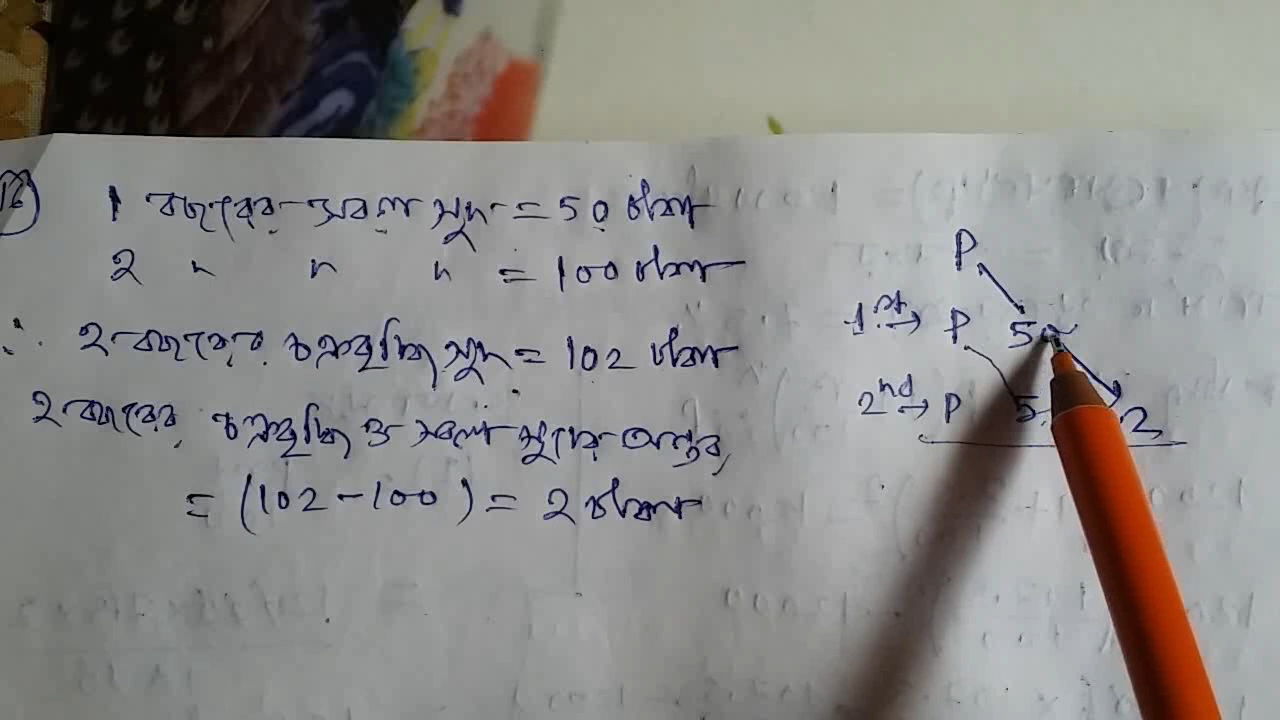 1 বছরের সরল সুদ = 50 টাকা
2 " " " = 100 টাকা
∴ 2 বছরের চক্রবৃদ্ধি সুদ = 102 টাকা
2 বছরের চক্রবৃদ্ধি ও সরল সুদের অন্তর,
= (102 - 100) = 2 টাকা
P
1st → P 50
2nd → P 5 2